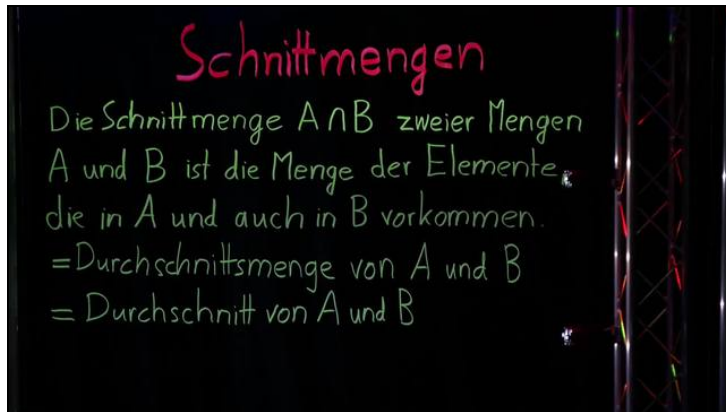 Schnittmengen
Die Schnittmenge A∩B zweier Mengen
A und B ist die Menge der Elemente,
die in A und auch in B vorkommen.
=Durchschnittsmenge von A und B
= Durchschnitt von A und B